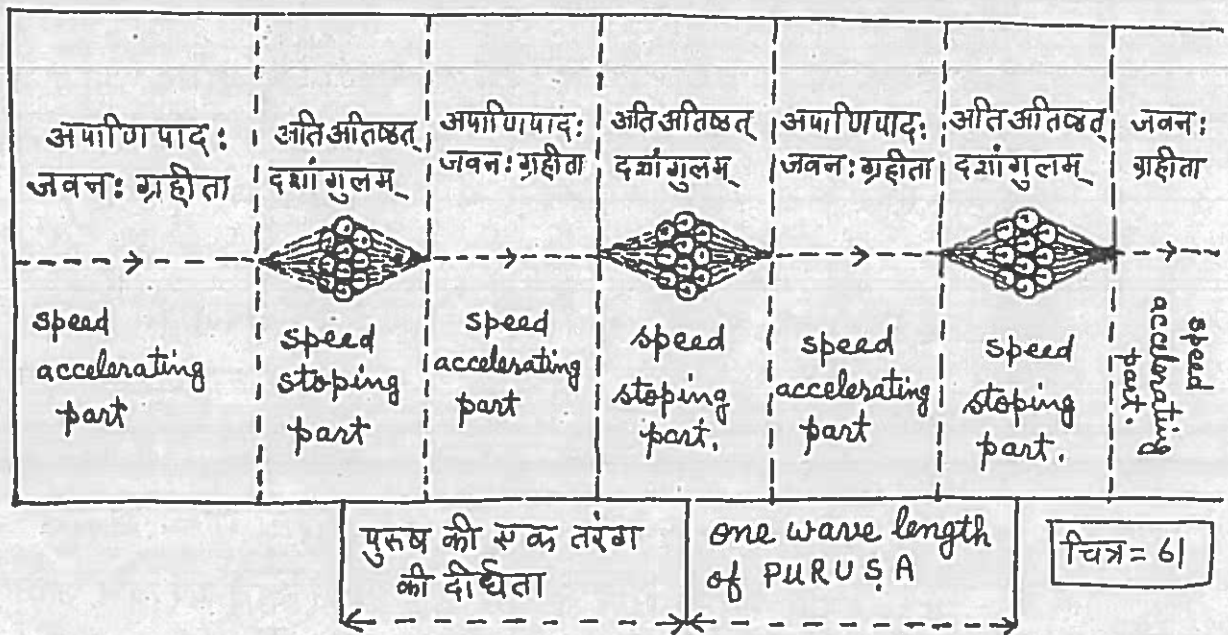 अपाणिपाद:
जवन: ग्रहीता
अति अतिष्ठत्
दशांगुलम्
अपाणिपाद:
जवन: ग्रहीता
अति अतिष्ठत्
दशांगुलम्
अपाणिपाद:
जवन: ग्रहीता
अति अतिष्ठत्
दशांगुलम्
जवन:
ग्रहीता
speed
accelerating
part
speed
stoping
part
speed
accelerating
part
speed
stoping
part.
speed
accelerating
part
speed
stoping
part.
speed
acclorating
part.
पुरुष की एक तरंग
की दीर्घता
one wave length
of PURUṢA
चित्र = 61